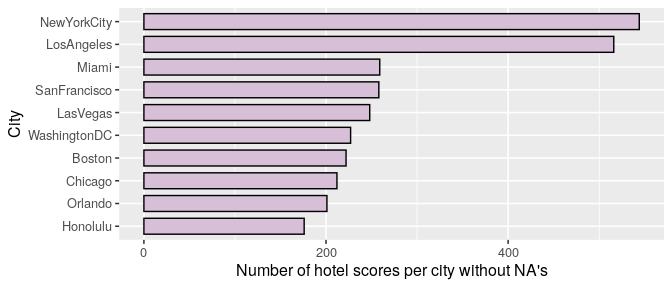 NewYorkCity
LosAngeles
Miami
SanFrancisco
LasVegas
WashingtonDC
Boston
Chicago
Orlando
Honolulu
City
0 200 400
Number of hotel scores per city without NA's